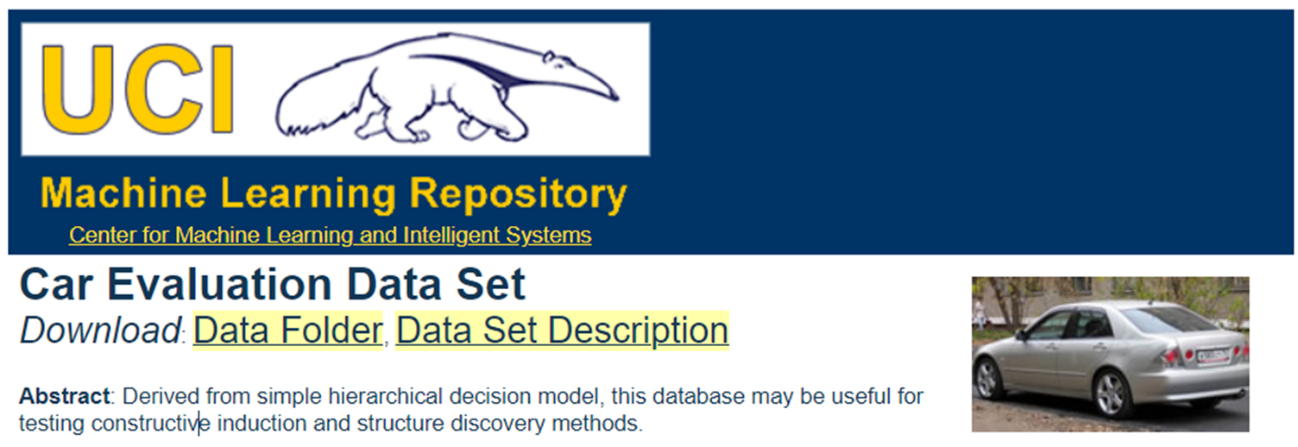 UCI
Machine Learning Repository
Center for Machine Learning and Intelligent Systems
Car Evaluation Data Set
Download: Data Folder, Data Set Description
Abstract: Derived from simple hierarchical decision model, this database may be useful for
testing constructive induction and structure discovery methods.